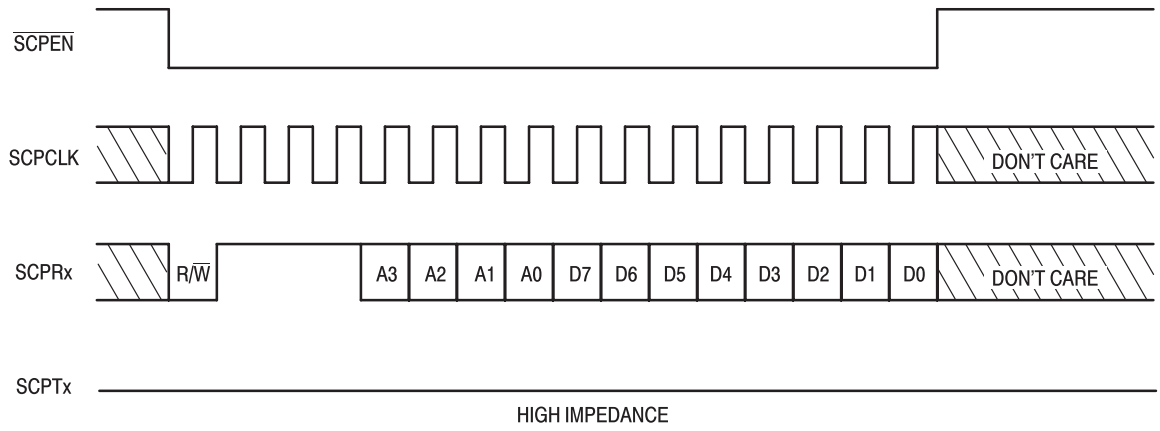 SCPEN
SCPCLK
DON'T CARE
SCPRx
R/W
A3 A2 A1 A0 D7 D6 D5 D4 D3 D2 D1 D0
DON'T CARE
SCPTx
HIGH IMPEDANCE